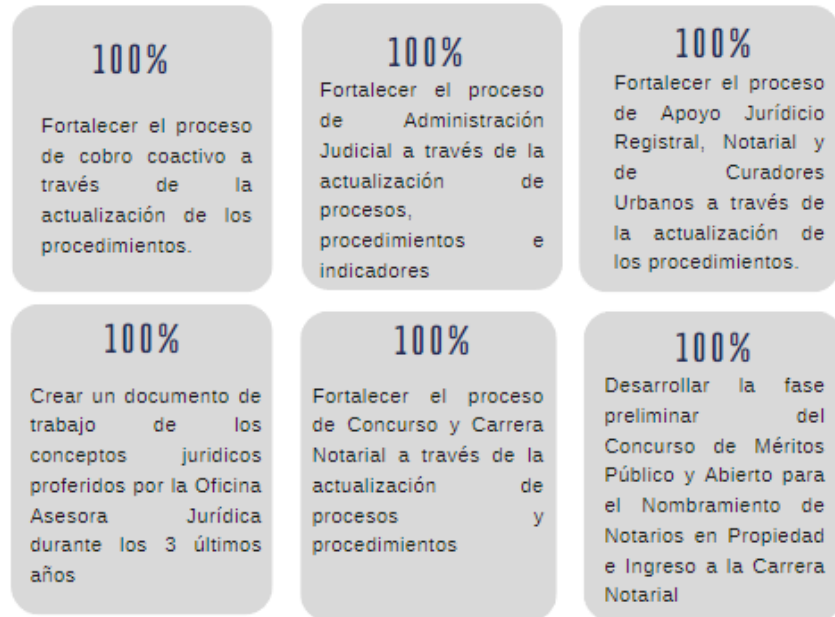 100%
Fortalecer el proceso
de cobro coactivo a
través de la
actualización de los
procedimientos.
100%
Fortalecer el proceso
de Administración
Judicial a través de la
actualización de
procesos,
procedimientos e
indicadores
100%
Fortalecer el proceso
de Apoyo Jurídicio
Registral, Notarial y
de Curadores
Urbanos a través de
la actualización de
los procedimientos.
100%
Crear un documento de
trabajo de los
conceptos juridicos
proferidos por la Oficina
Asesora Jurídica
durante los 3 últimos
años
100%
Fortalecer el proceso
de Concurso y Carrera
Notarial a través de la
actualización de
procesos y
procedimientos
100%
Desarrollar la fase
preliminar del
Concurso de Méritos
Público y Abierto para
el Nombramiento de
Notarios en Propiedad
e Ingreso a la Carrera
Notarial